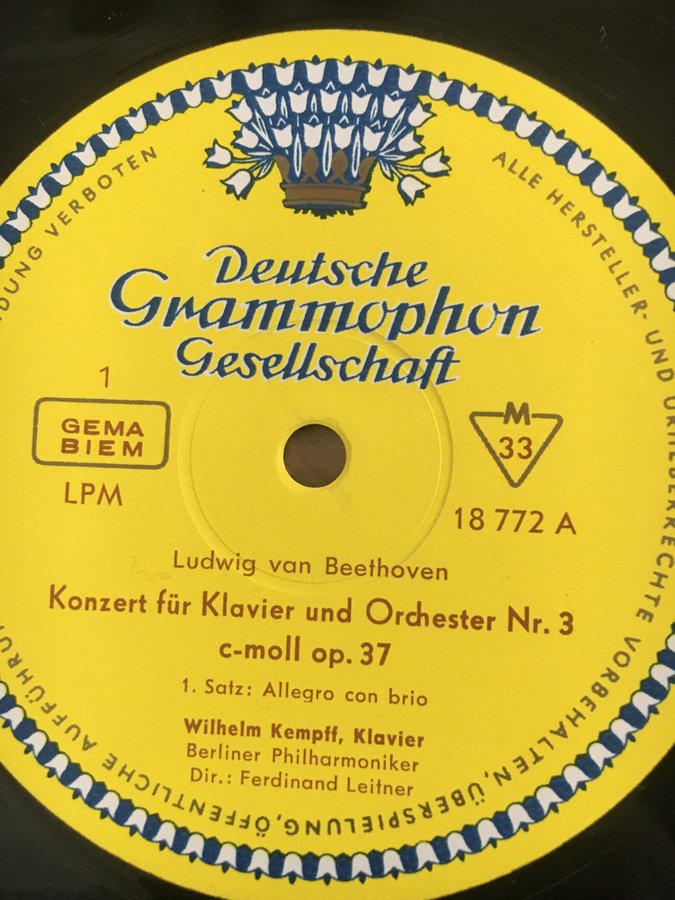 Deutsche
Grammophon
Gesellschaft
1
GEMA
BIEM
LPM
M
33
18 772 A
Ludwig van Beethoven
Konzert für Klavier und Orchester Nr. 3
c-moll op. 37
1. Satz: Allegro con brio
Wilhelm Kempff, Klavier
Berliner Philharmoniker
Dir.: Ferdinand Leitner
ALLE HERSTELLER- UND URHEBERRECHTE VORBEHALTEN, ÜBERSPIELUNG, ÖFFENTLICHE
VERBOTEN